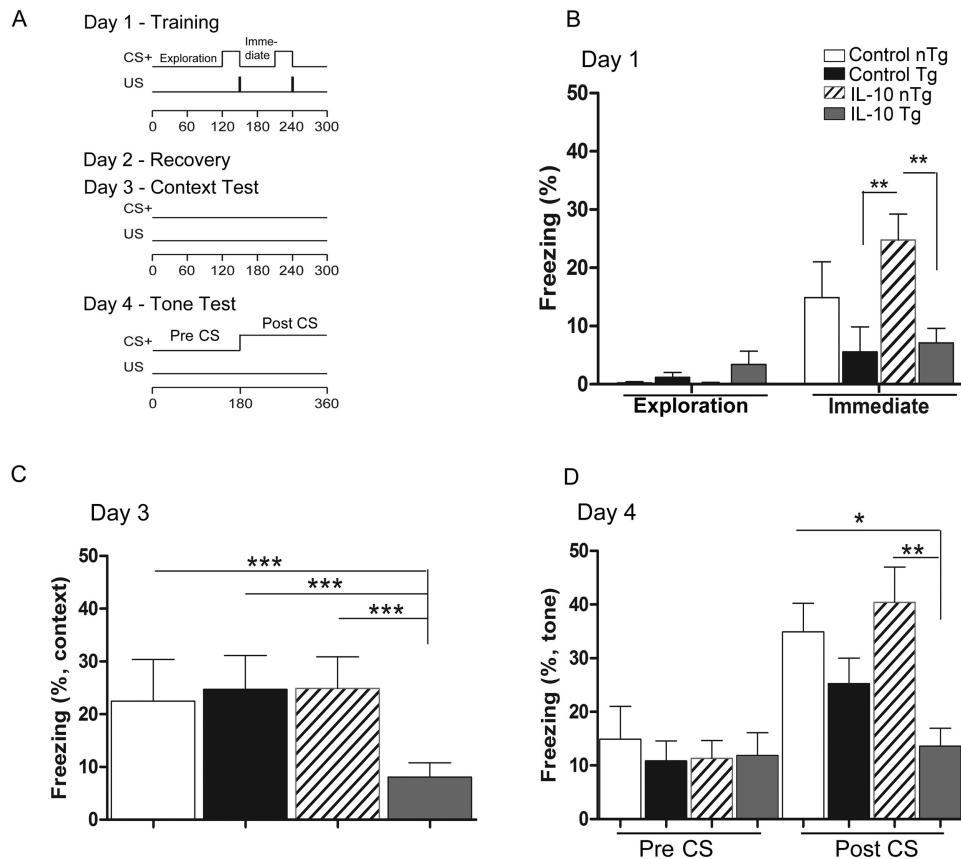 A
Day 1 - Training
CS+
Exploration
Imme-
diate
US
0 60 120 180 240 300
Day 2 - Recovery
Day 3 - Context Test
CS+
US
0 60 120 180 240 300
Day 4 - Tone Test
Pre CS
Post CS
CS+
US
0 180 360
B
Day 1
Control nTg
Control Tg
IL-10 nTg
IL-10 Tg
Freezing (%)
50
40
30
20
10
0
**
**
Exploration
Immediate
C
Day 3
Freezing (%, context)
50
40
30
20
10
0
***
***
***
D
Day 4
Freezing (%, tone)
50
40
30
20
10
0
*
**
Pre CS
Post CS